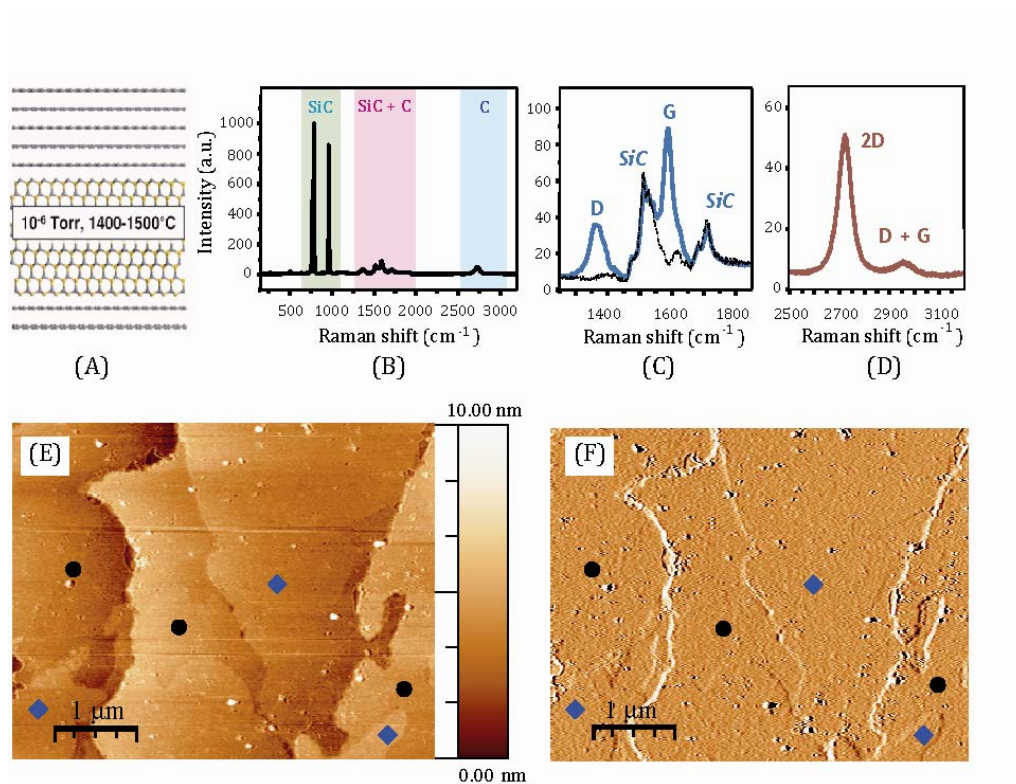 10⁻⁶ Torr, 1400-1500°C
(A)
SiC
SiC + C
C
Intensity (a.u.)
1000
800
600
400
200
0
500 1000 1500 2000 2500 3000
Raman shift (cm⁻¹)
(B)
100
80
60
40
20
0
D
SiC
G
SiC
1400 1600 1800
Raman shift (cm⁻¹)
(C)
60
40
20
0
2D
D + G
2500 2700 2900 3100
Raman shift (cm⁻¹)
(D)
(E)
1 µm
10.00 nm
0.00 nm
(F)
1 µm